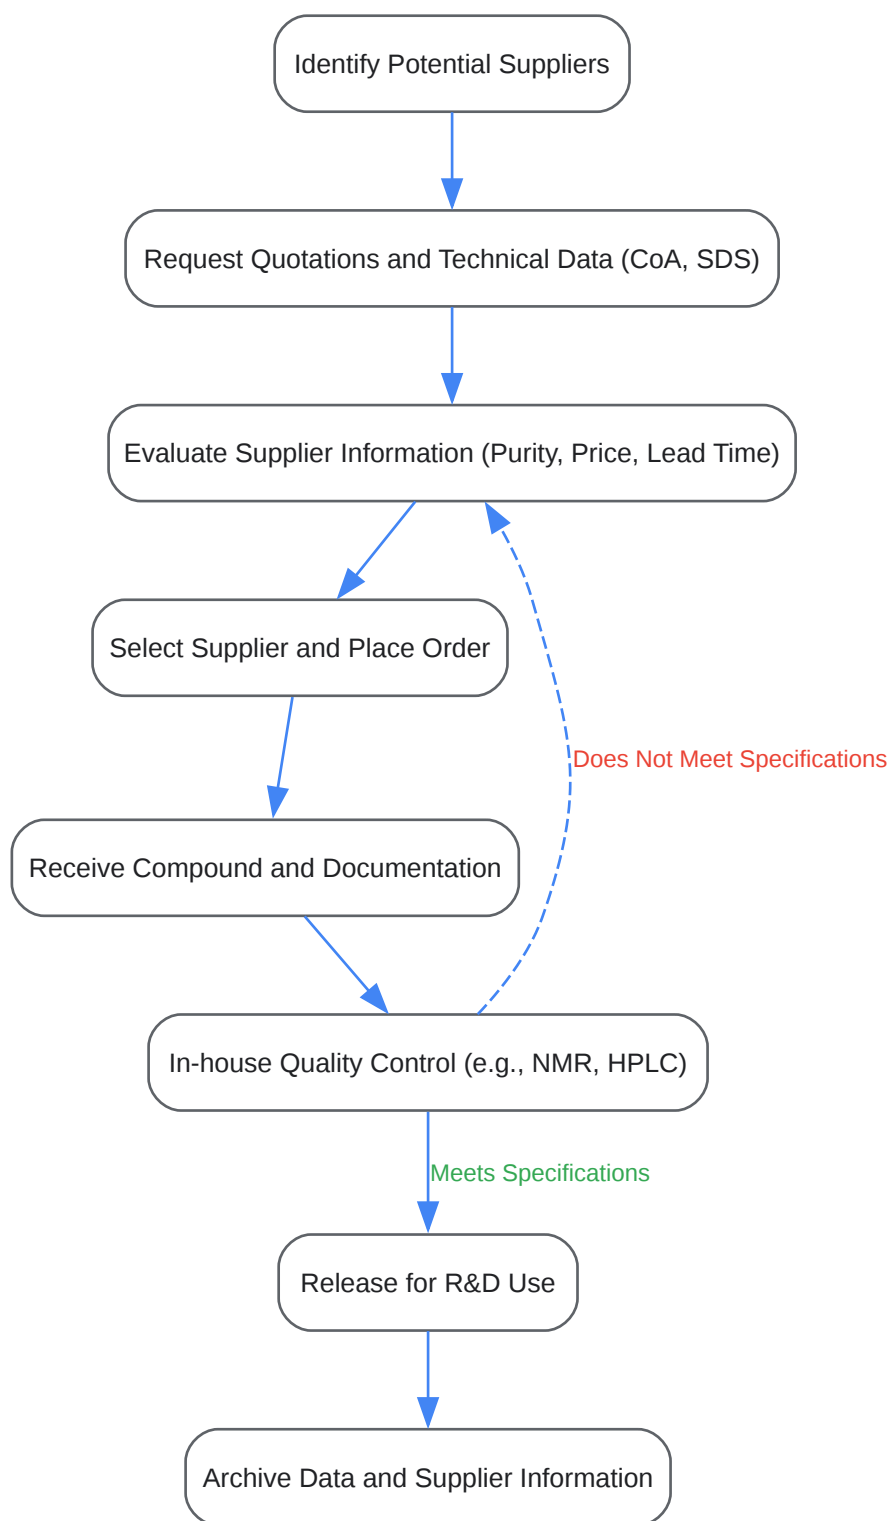 Identify Potential Suppliers
Request Quotations and Technical Data (CoA, SDS)
Evaluate Supplier Information (Purity, Price, Lead Time)
Select Supplier and Place Order
Does Not Meet Specifications
Receive Compound and Documentation
In-house Quality Control (e.g., NMR, HPLC)
Meets Specifications
Release for R&D Use
Archive Data and Supplier Information